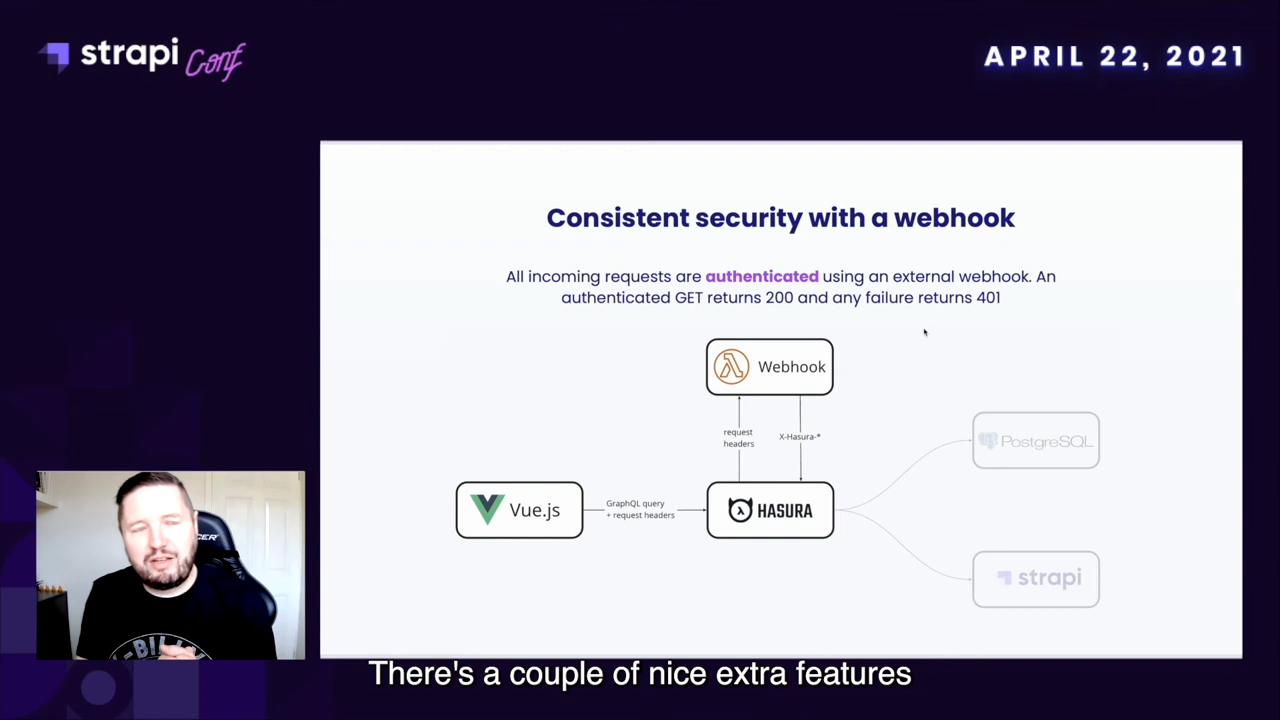 strapi Conf
APRIL 22, 2021
Consistent security with a webhook
All incoming requests are authenticated using an external webhook. An
authenticated GET returns 200 and any failure returns 401
Webhook
request
headers
X-Hasura-*
PostgreSQL
Vue.js
GraphQL query
+ request headers
HASURA
strapi
There's a couple of nice extra features